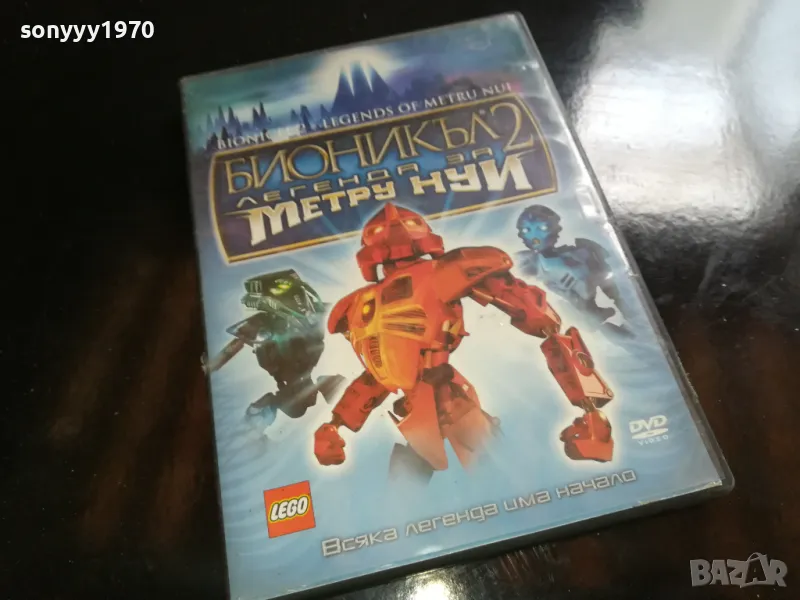 sonyyy1970
BIONICLE 2 LEGENDS OF METRU NUI
БИОНИКЪЛ 2
ЛЕГЕНДА ЗА
МЕТРУ НУИ
DVD
VIDEO
LEGO
Всяка легенда има начало
BAZAR